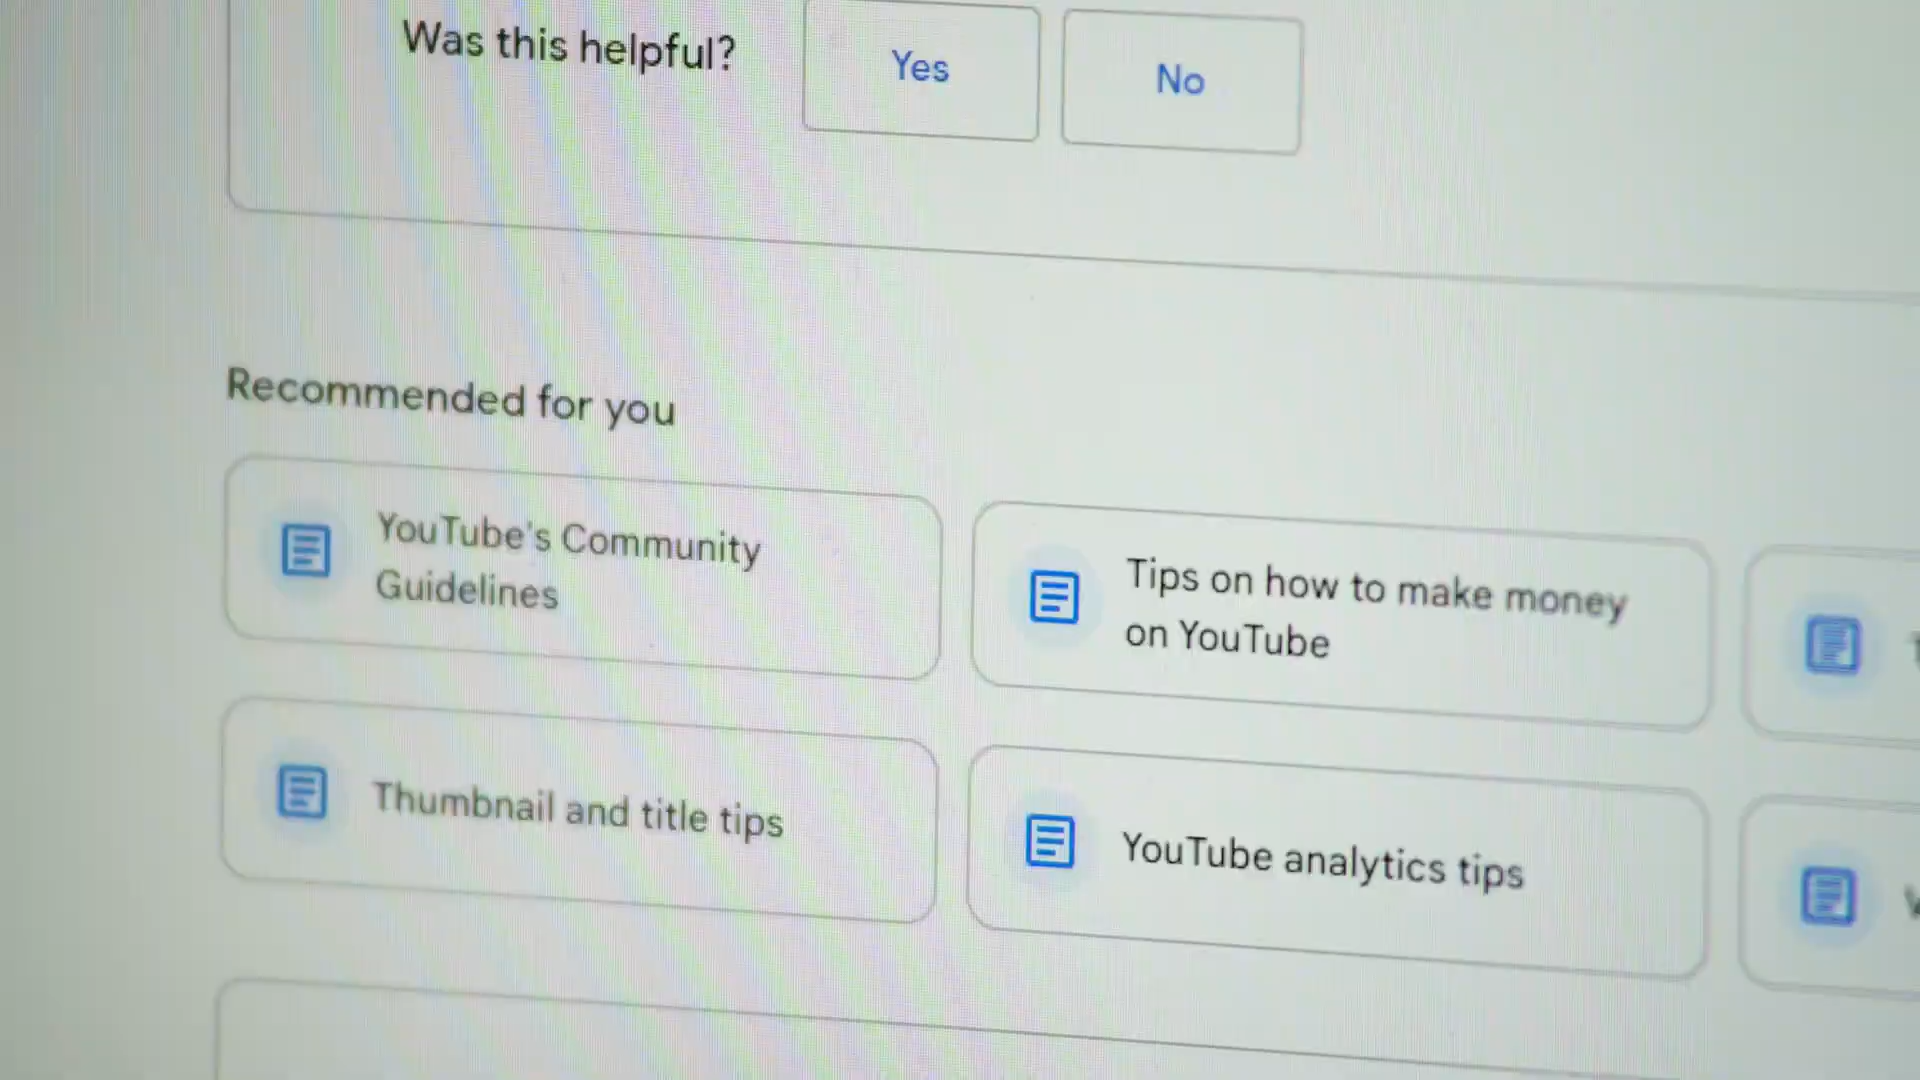 Was this helpful?
Yes
No
Recommended for you
YouTube's Community
Guidelines
Tips on how to make money
on YouTube
Thumbnail and title tips
YouTube analytics tips